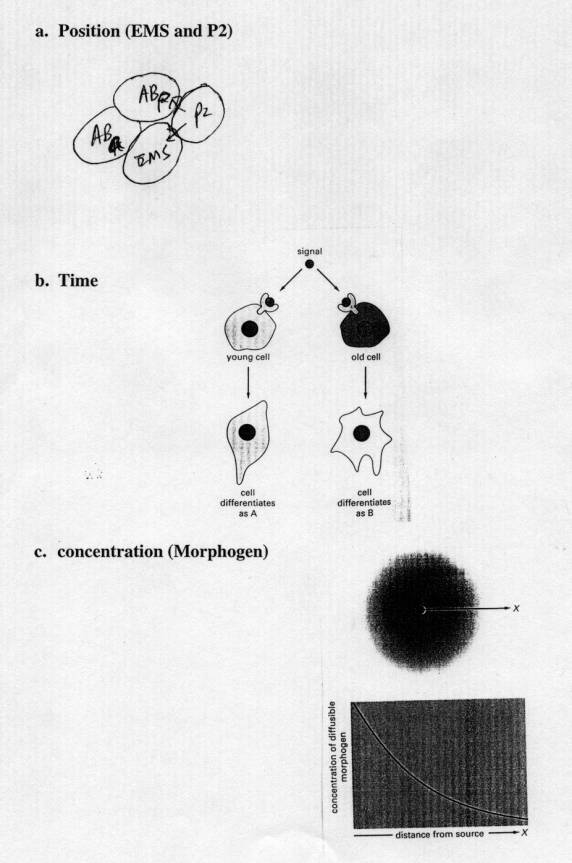 a. Position (EMS and P2)
ABp
P2
ABa
EMS
b. Time
signal
young cell
old cell
cell
differentiates
as A
cell
differentiates
as B
c. concentration (Morphogen)
X
concentration of diffusible
morphogen
distance from source
X